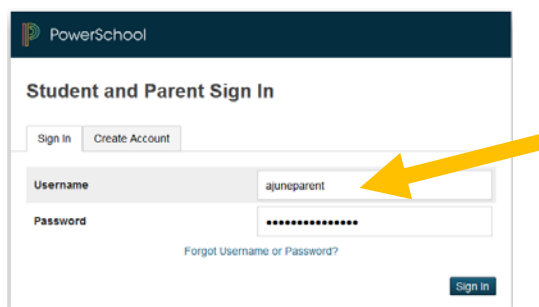 PowerSchool
Student and Parent Sign In
Sign In Create Account
Username ajuneparent
Password •••••••••••••••
Forgot Username or Password?
Sign In